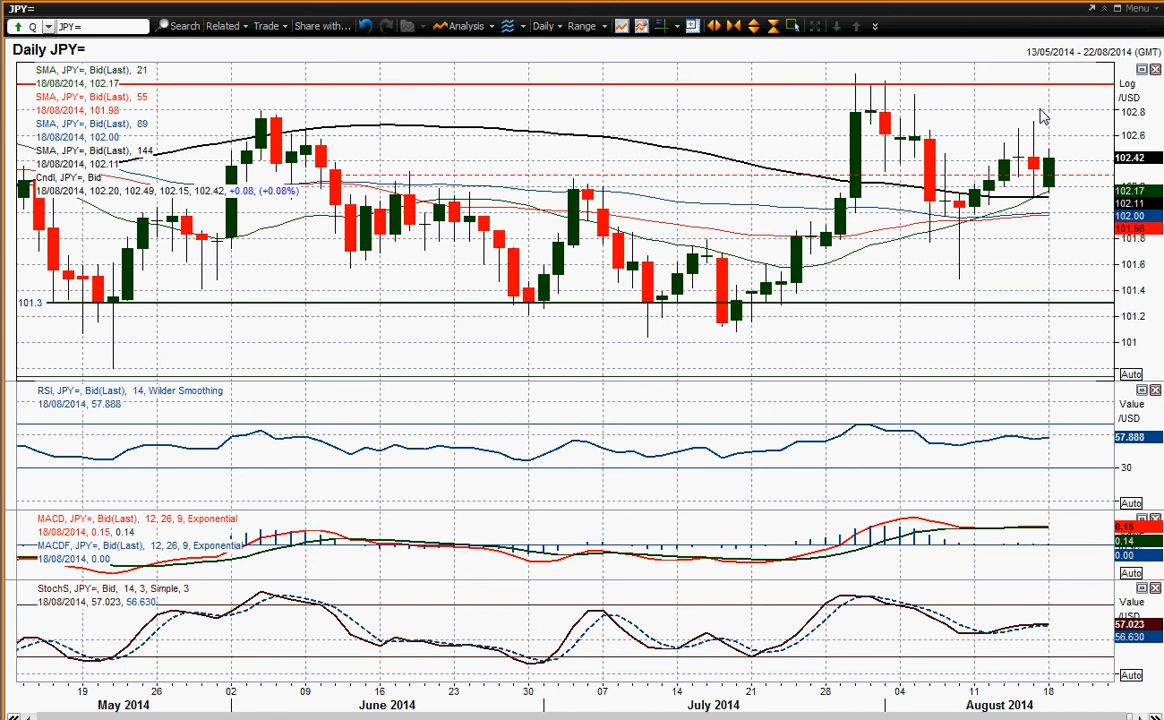 JPY=
Menu
Q
JPY=
Search
Related
Trade
Share with...
Analysis
Daily
Range
Daily JPY=
13/05/2014 - 22/08/2014 (GMT)
SMA, JPY=, Bid(Last), 21
18/08/2014, 102.17
SMA, JPY=, Bid(Last), 55
18/08/2014, 101.98
SMA, JPY=, Bid(Last), 89
18/08/2014, 102.00
SMA, JPY=, Bid(Last), 144
18/08/2014, 102.11
Cndl, JPY=, Bid
18/08/2014, 102.20, 102.49, 102.15, 102.42, +0.08, (+0.08%)
Log
/USD
102.8
102.6
102.42
102.17
102.11
102.00
101.98
101.8
101.6
101.4
101.2
101
101.3
Auto
RSI, JPY=, Bid(Last), 14, Wilder Smoothing
18/08/2014, 57.888
Value
/USD
57.888
30
Auto
MACD, JPY=, Bid(Last), 12, 26, 9, Exponential
18/08/2014, 0.15, 0.14
MACDF, JPY=, Bid(Last), 12, 26, 9, Exponential
18/08/2014, 0.00
0.15
0.14
0.00
Auto
StochS, JPY=, Bid, 14, 3, Simple, 3
18/08/2014, 57.023, 56.630
Value
/USD
57.023
56.630
Auto
19 26 02 09 16 23 30 07 14 21 28 04 11 18
May 2014 June 2014 July 2014 August 2014